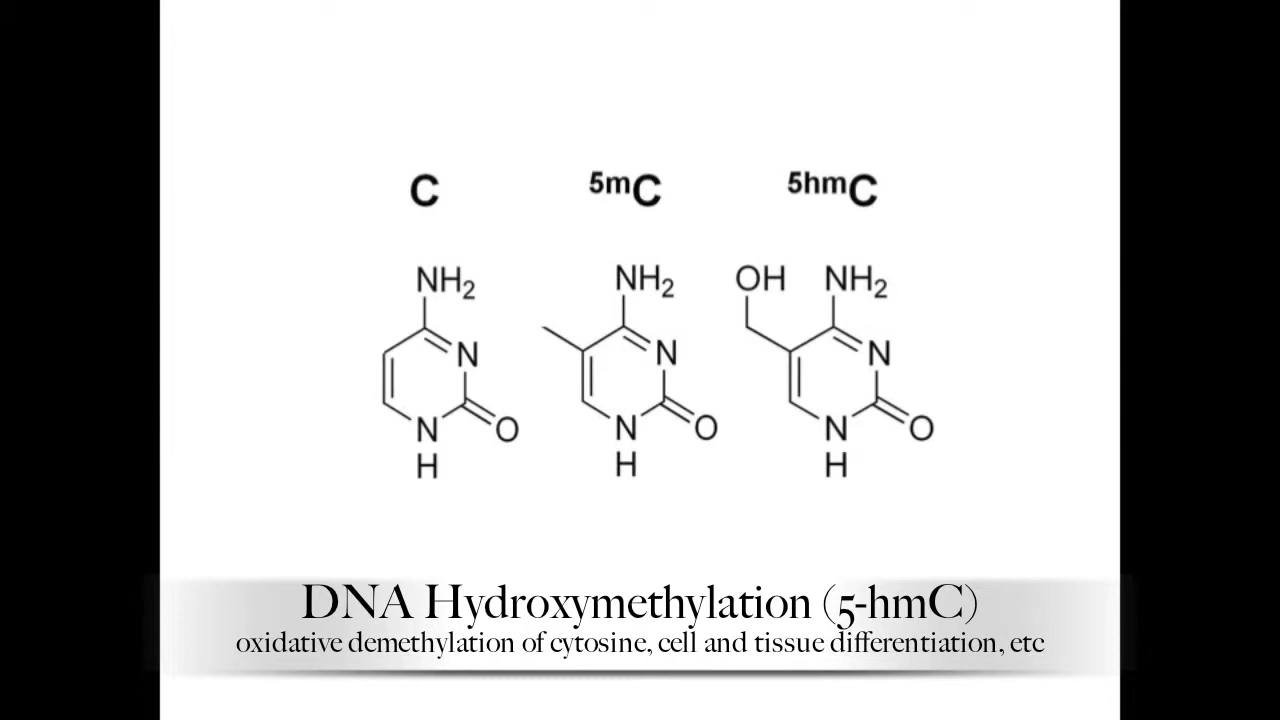 C 5mC 5hmC
NH2 OH NH2 NH2
N N N
N O N O N O
H H H
DNA Hydroxymethylation (5-hmC)
oxidative demethylation of cytosine, cell and tissue differentiation, etc